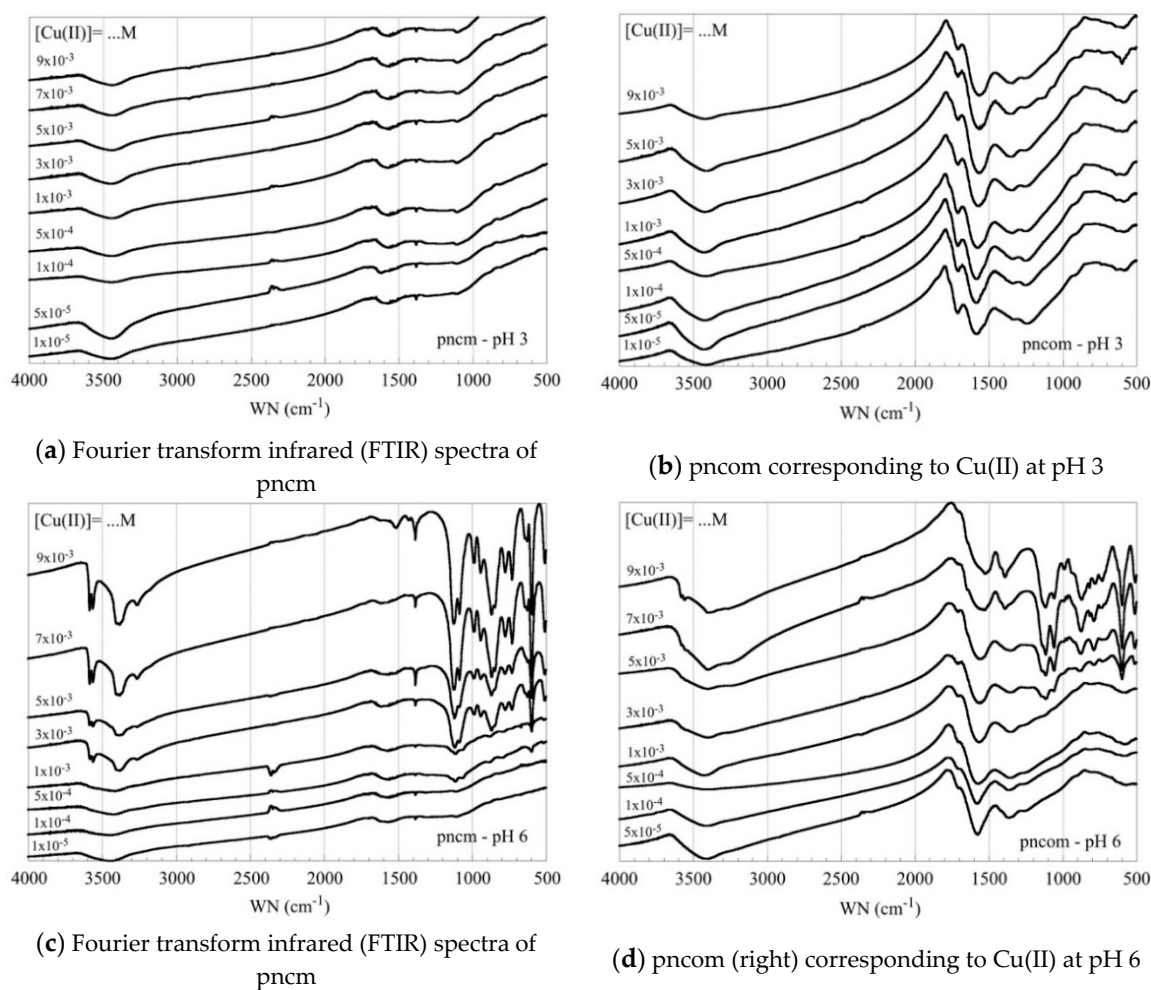 [Cu(II)]= ...M
9x10⁻³
7x10⁻³
5x10⁻³
3x10⁻³
1x10⁻³
5x10⁻⁴
1x10⁻⁴
5x10⁻⁵
1x10⁻⁵
pncm - pH 3
4000 3500 3000 2500 2000 1500 1000 500
WN (cm⁻¹)
(a) Fourier transform infrared (FTIR) spectra of
pncm
[Cu(II)]= ...M
9x10⁻³
5x10⁻³
3x10⁻³
1x10⁻³
5x10⁻⁴
1x10⁻⁴
5x10⁻⁵
1x10⁻⁵
pncom - pH 3
4000 3500 3000 2500 2000 1500 1000 500
WN (cm⁻¹)
(b) pncom corresponding to Cu(II) at pH 3
[Cu(II)]= ...M
9x10⁻³
7x10⁻³
5x10⁻³
3x10⁻³
1x10⁻³
5x10⁻⁴
1x10⁻⁴
1x10⁻⁵
pncm - pH 6
4000 3500 3000 2500 2000 1500 1000 500
WN (cm⁻¹)
(c) Fourier transform infrared (FTIR) spectra of
pncm
[Cu(II)]= ...M
9x10⁻³
7x10⁻³
5x10⁻³
3x10⁻³
1x10⁻³
5x10⁻⁴
1x10⁻⁴
5x10⁻⁵
pncom - pH 6
4000 3500 3000 2500 2000 1500 1000 500
WN (cm⁻¹)
(d) pncom (right) corresponding to Cu(II) at pH 6